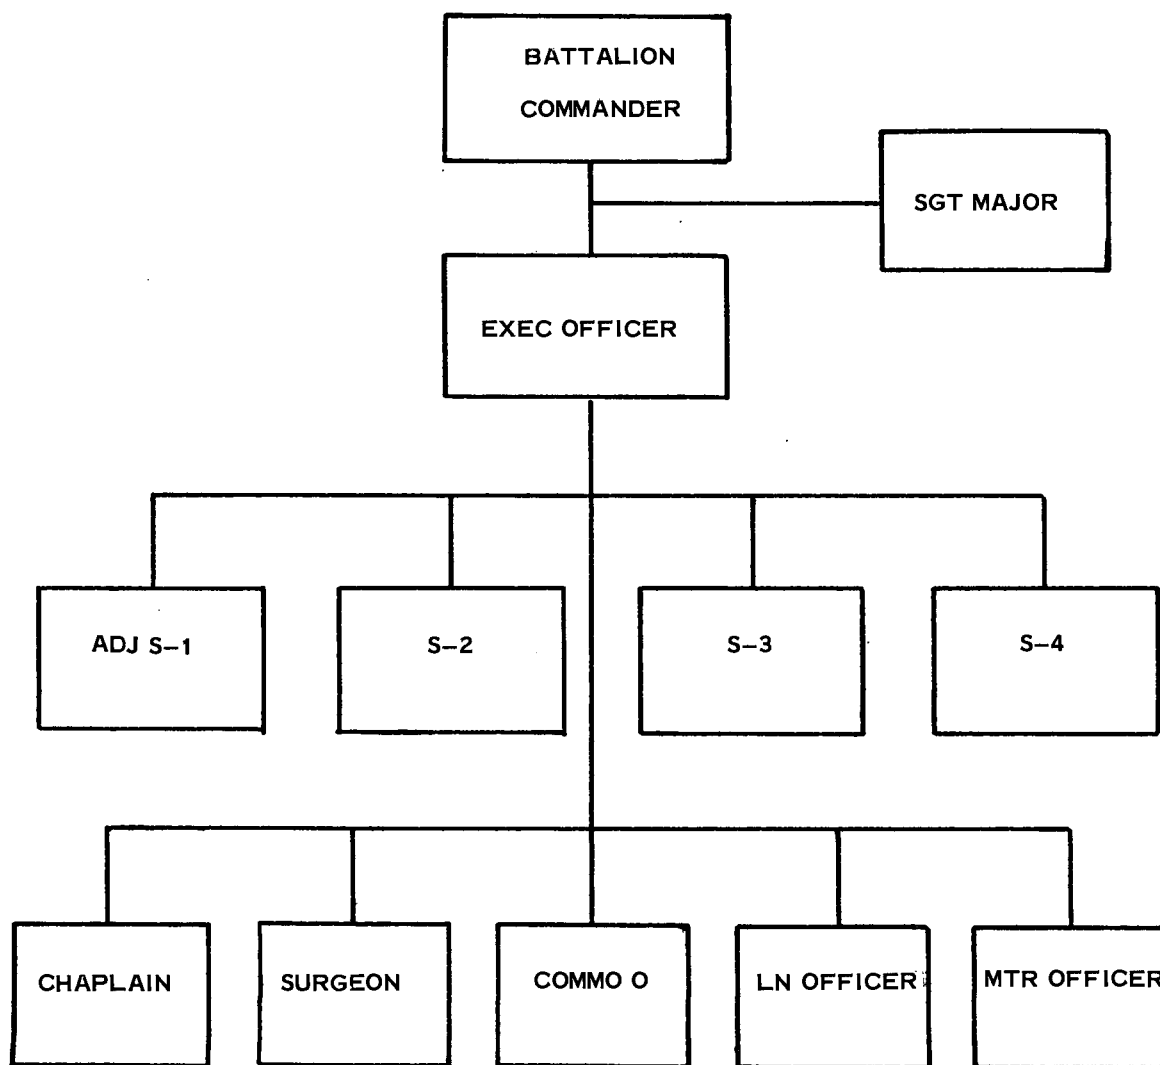 BATTALION
COMMANDER
SGT MAJOR
EXEC OFFICER
ADJ S-1
S-2
S-3
S-4
CHAPLAIN
SURGEON
COMMO O
LN OFFICER
MTR OFFICER